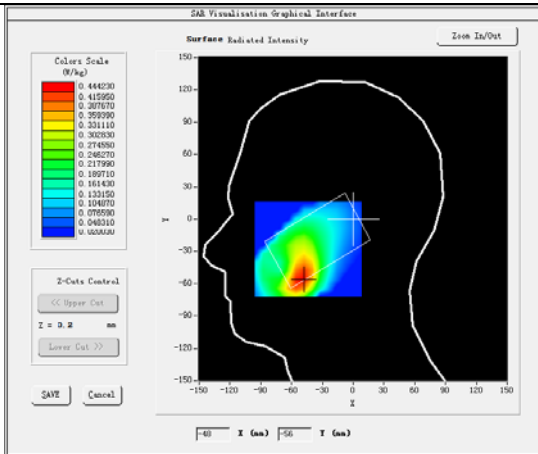 SAR Visualisation Graphical Interface
Surface Radiated Intensity
Zoom In/Out
Colors Scale
(W/kg)
0.444230
0.415950
0.387670
0.359390
0.331110
0.302830
0.274550
0.246270
0.217990
0.189710
0.161430
0.133150
0.104870
0.076590
0.048310
0.020030
150
120
90
60
30
0
-30
-60
-90
-120
-150
Y
-150 -120 -90 -60 -30 0 30 60 90 120 150
X
Z-Cuts Control
<< Upper Cut
Z = 3.2 mm
Lower Cut >>
SAVE Cancel
-48 X (mm) -56 Y (mm)